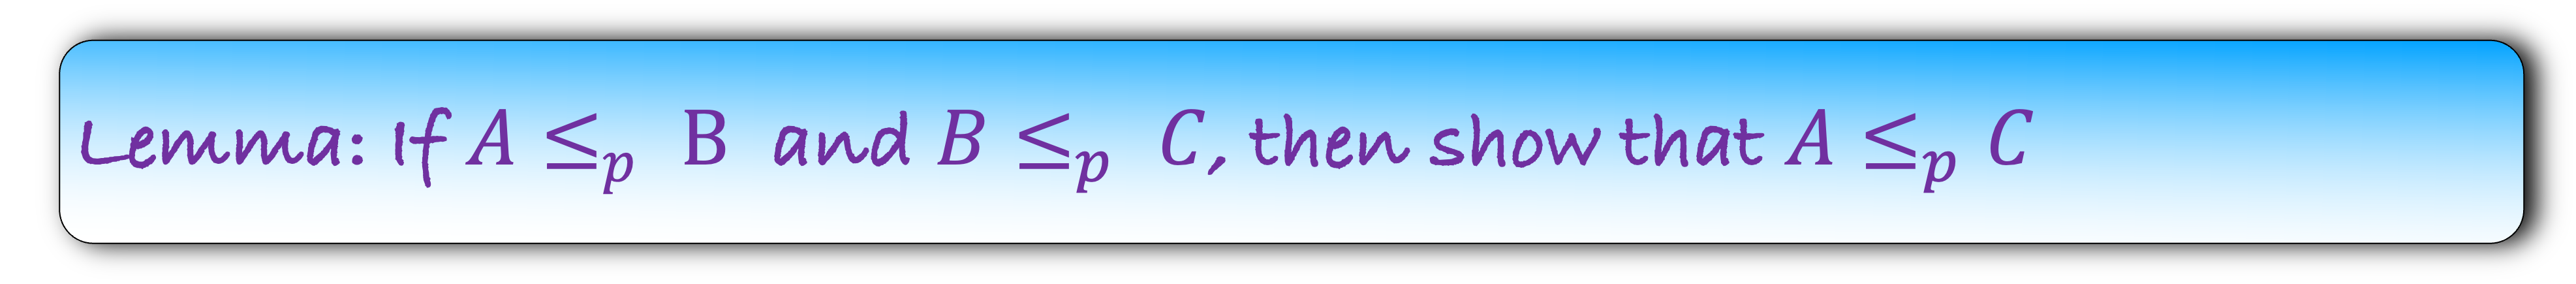 Lemma: If A ≤ₚ B and B ≤ₚ C, then show that A ≤ₚ C